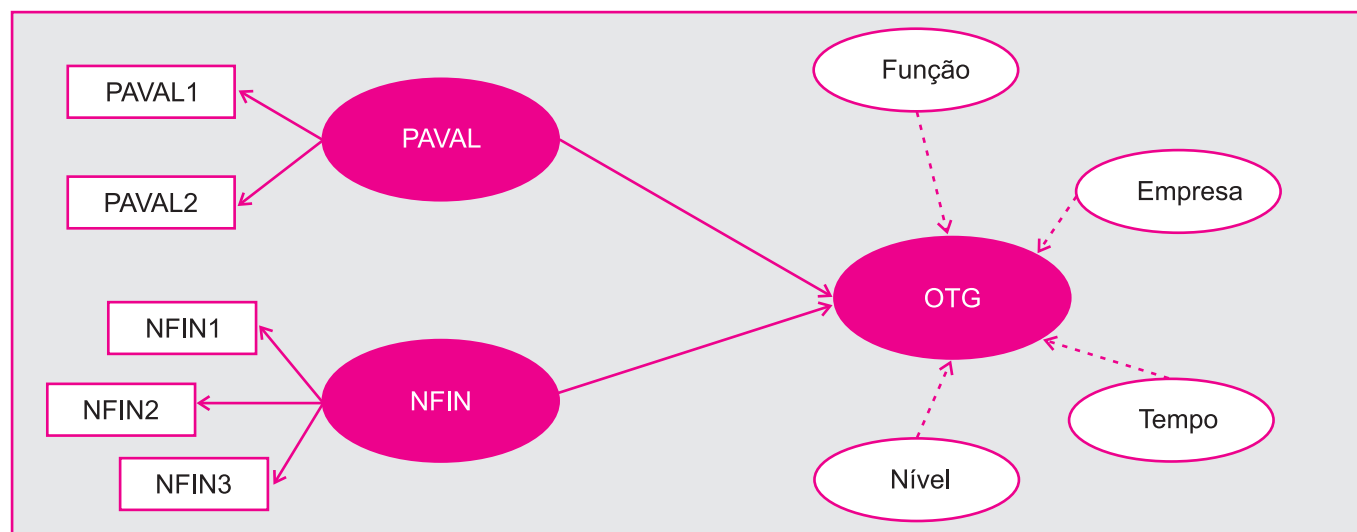 PAVAL1
PAVAL2
PAVAL
NFIN1
NFIN2
NFIN3
NFIN
Função
Empresa
OTG
Tempo
Nível